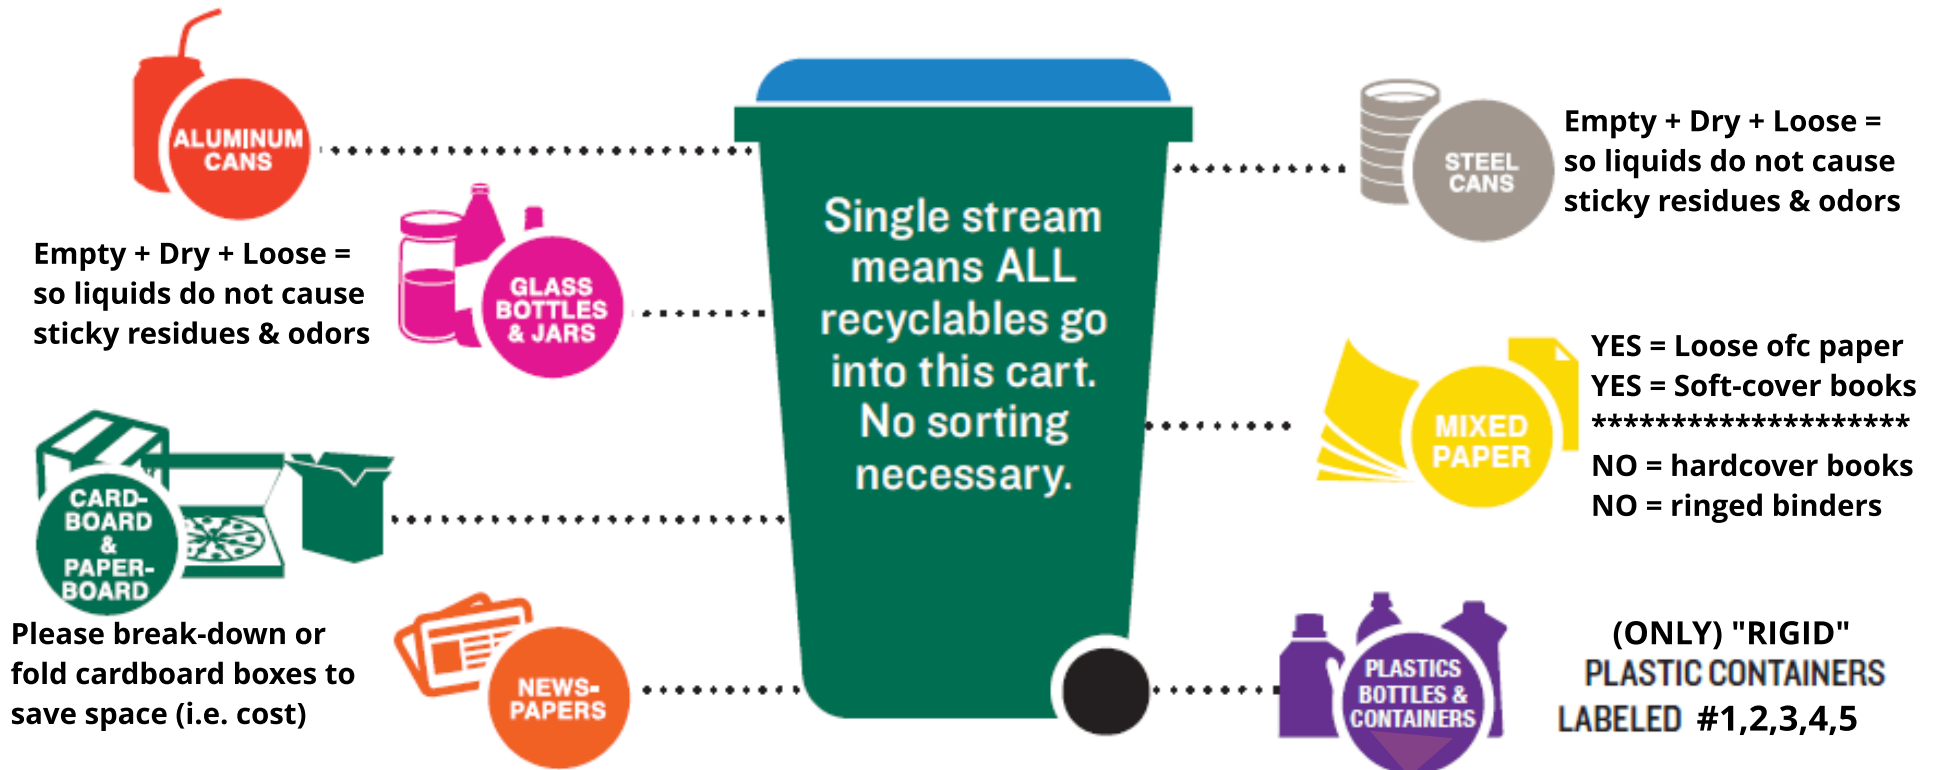 ALUMINUM
CANS
Empty + Dry + Loose =
so liquids do not cause
sticky residues & odors
GLASS
BOTTLES
& JARS
CARD-
BOARD
&
PAPER-
BOARD
Please break-down or
fold cardboard boxes to
save space (i.e. cost)
NEWS-
PAPERS
Single stream
means ALL
recyclables go
into this cart.
No sorting
necessary.
STEEL
CANS
Empty + Dry + Loose =
so liquids do not cause
sticky residues & odors
MIXED
PAPER
YES = Loose ofc paper
YES = Soft-cover books
********************
NO = hardcover books
NO = ringed binders
PLASTICS
BOTTLES &
CONTAINERS
(ONLY) "RIGID"
PLASTIC CONTAINERS
LABELED #1,2,3,4,5